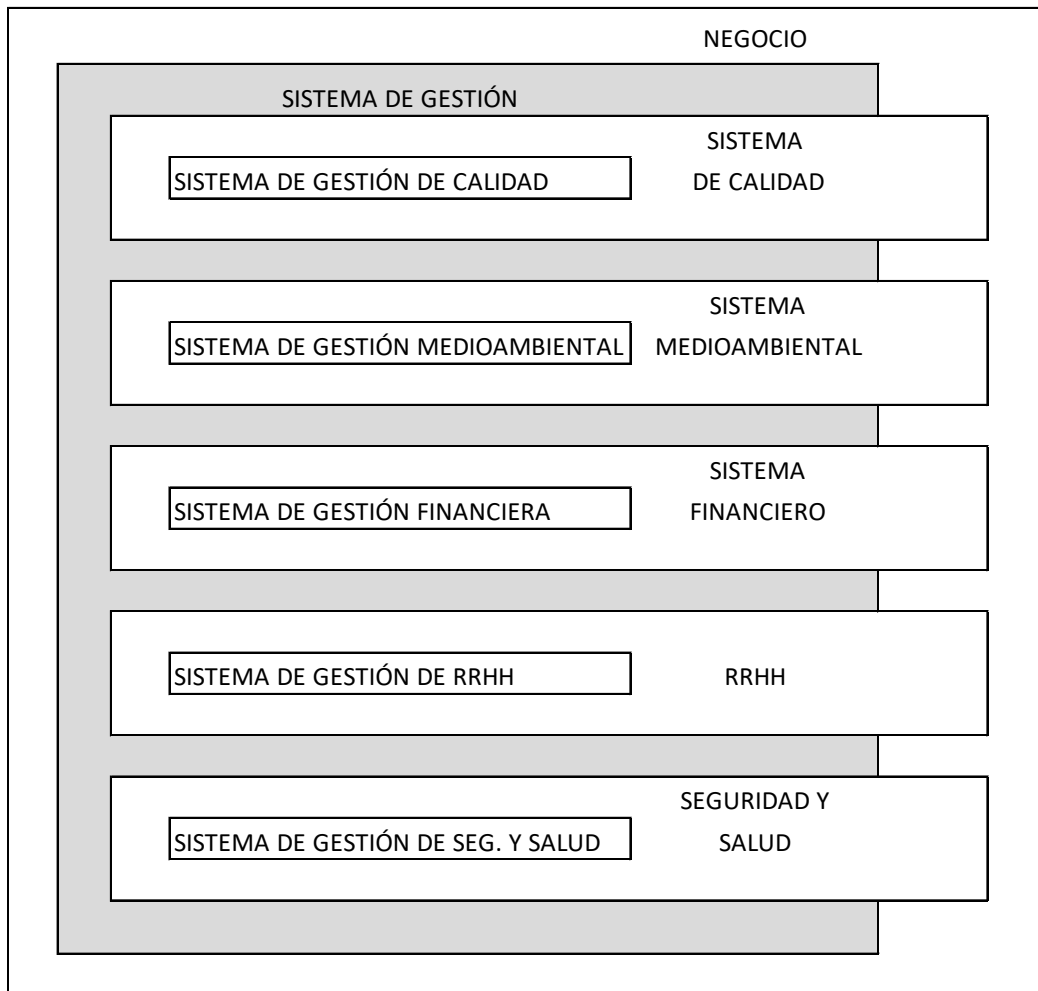 NEGOCIO
SISTEMA DE GESTIÓN
SISTEMA
SISTEMA DE GESTIÓN DE CALIDAD DE CALIDAD
SISTEMA
SISTEMA DE GESTIÓN MEDIOAMBIENTAL MEDIOAMBIENTAL
SISTEMA
SISTEMA DE GESTIÓN FINANCIERA FINANCIERO
SISTEMA DE GESTIÓN DE RRHH RRHH
SEGURIDAD Y
SISTEMA DE GESTIÓN DE SEG. Y SALUD SALUD